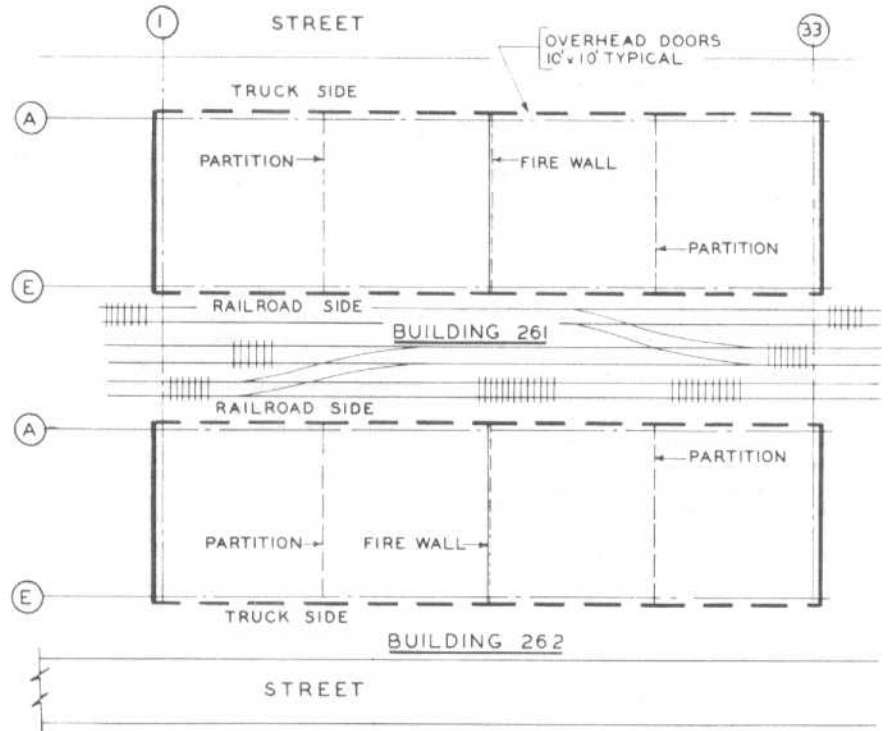 1
STREET
33
OVERHEAD DOORS
10' x 10' TYPICAL
TRUCK SIDE
A
PARTITION
FIRE WALL
PARTITION
E
RAILROAD SIDE
BUILDING 261
RAILROAD SIDE
A
PARTITION
PARTITION
FIRE WALL
E
TRUCK SIDE
BUILDING 262
STREET